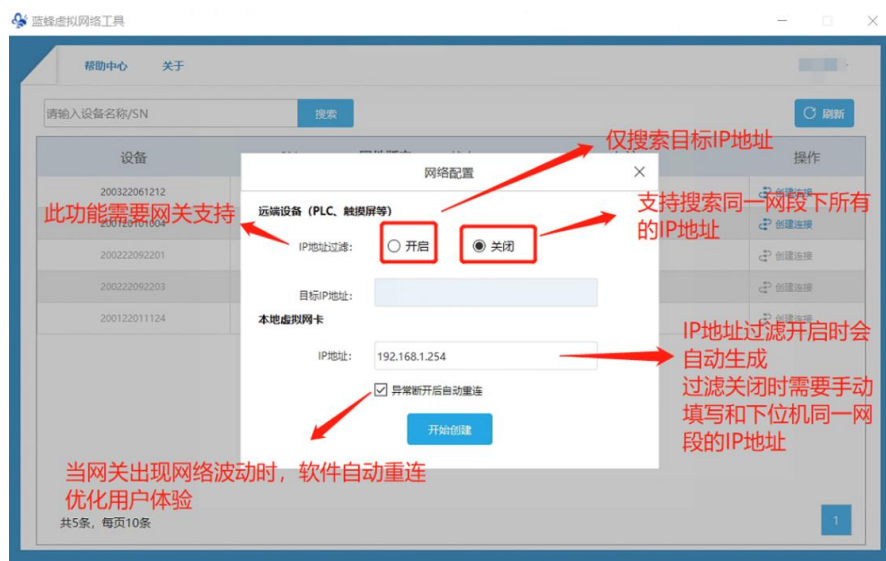 蓝蜂虚拟网络工具
帮助中心 关于
请输入设备名称/SN 搜索 刷新
仅搜索目标IP地址
设备 操作
网络配置
200322061212 创建连接
支持搜索同一网段下所有
的IP地址
此功能需要网关支持
远端设备（PLC、触摸屏等）
200120101004 创建连接
IP地址过滤： 开启 关闭
200222092201 创建连接
200222092203 创建连接
目标IP地址：
本地虚拟网卡
200122011124 创建连接
IP地址： 192.168.1.254
IP地址过滤开启时会
自动生成
过滤关闭时需要手动
填写和下位机同一网
段的IP地址
异常断开后自动重连
开始创建
当网关出现网络波动时，软件自动重连
优化用户体验
共5条，每页10条 1